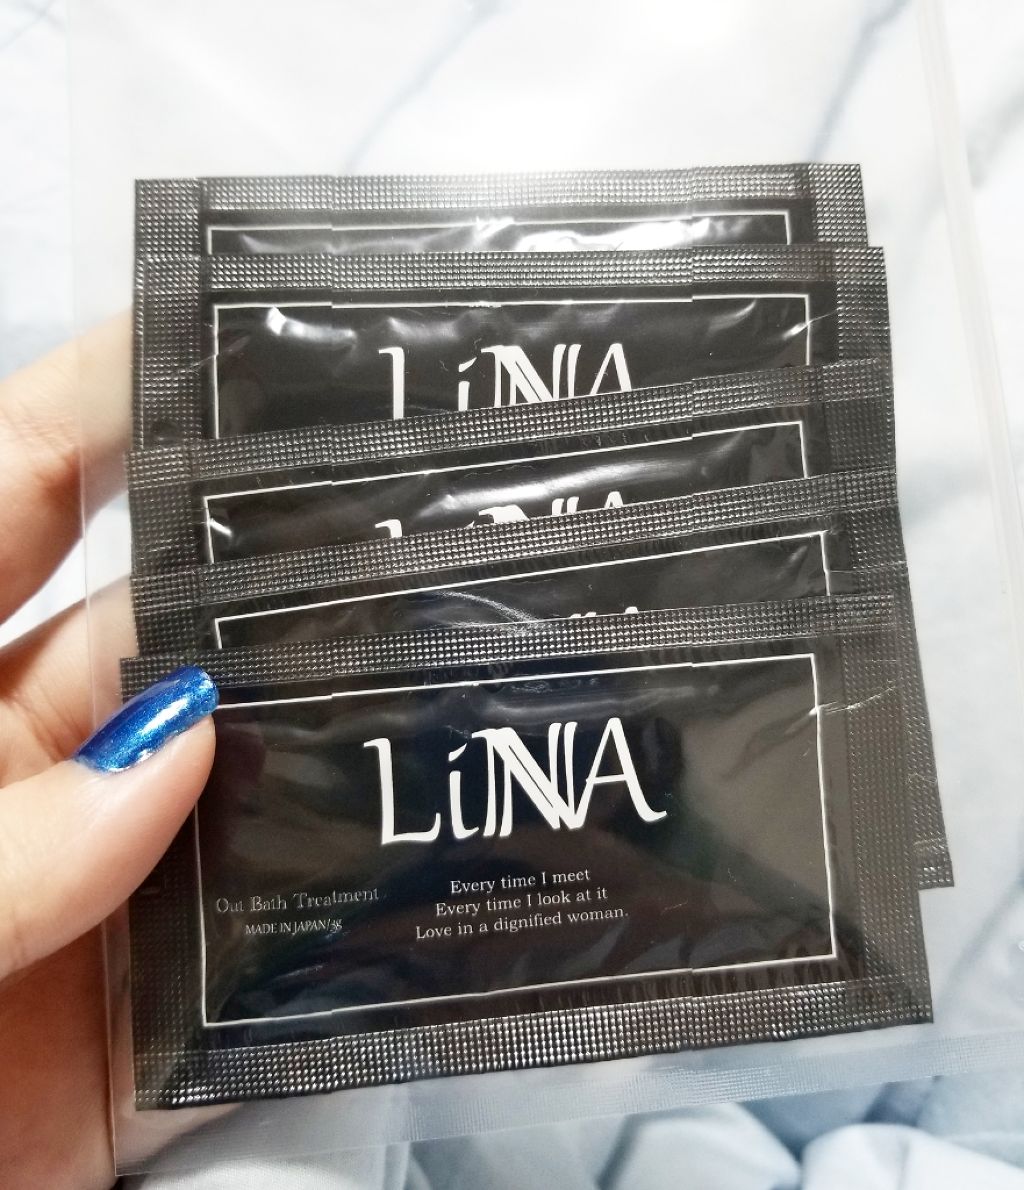 LiNA
LiNA
Out Bath Treatment
MADE IN JAPAN/3g
Every time I meet
Every time I look at it
Love in a dignified woman.